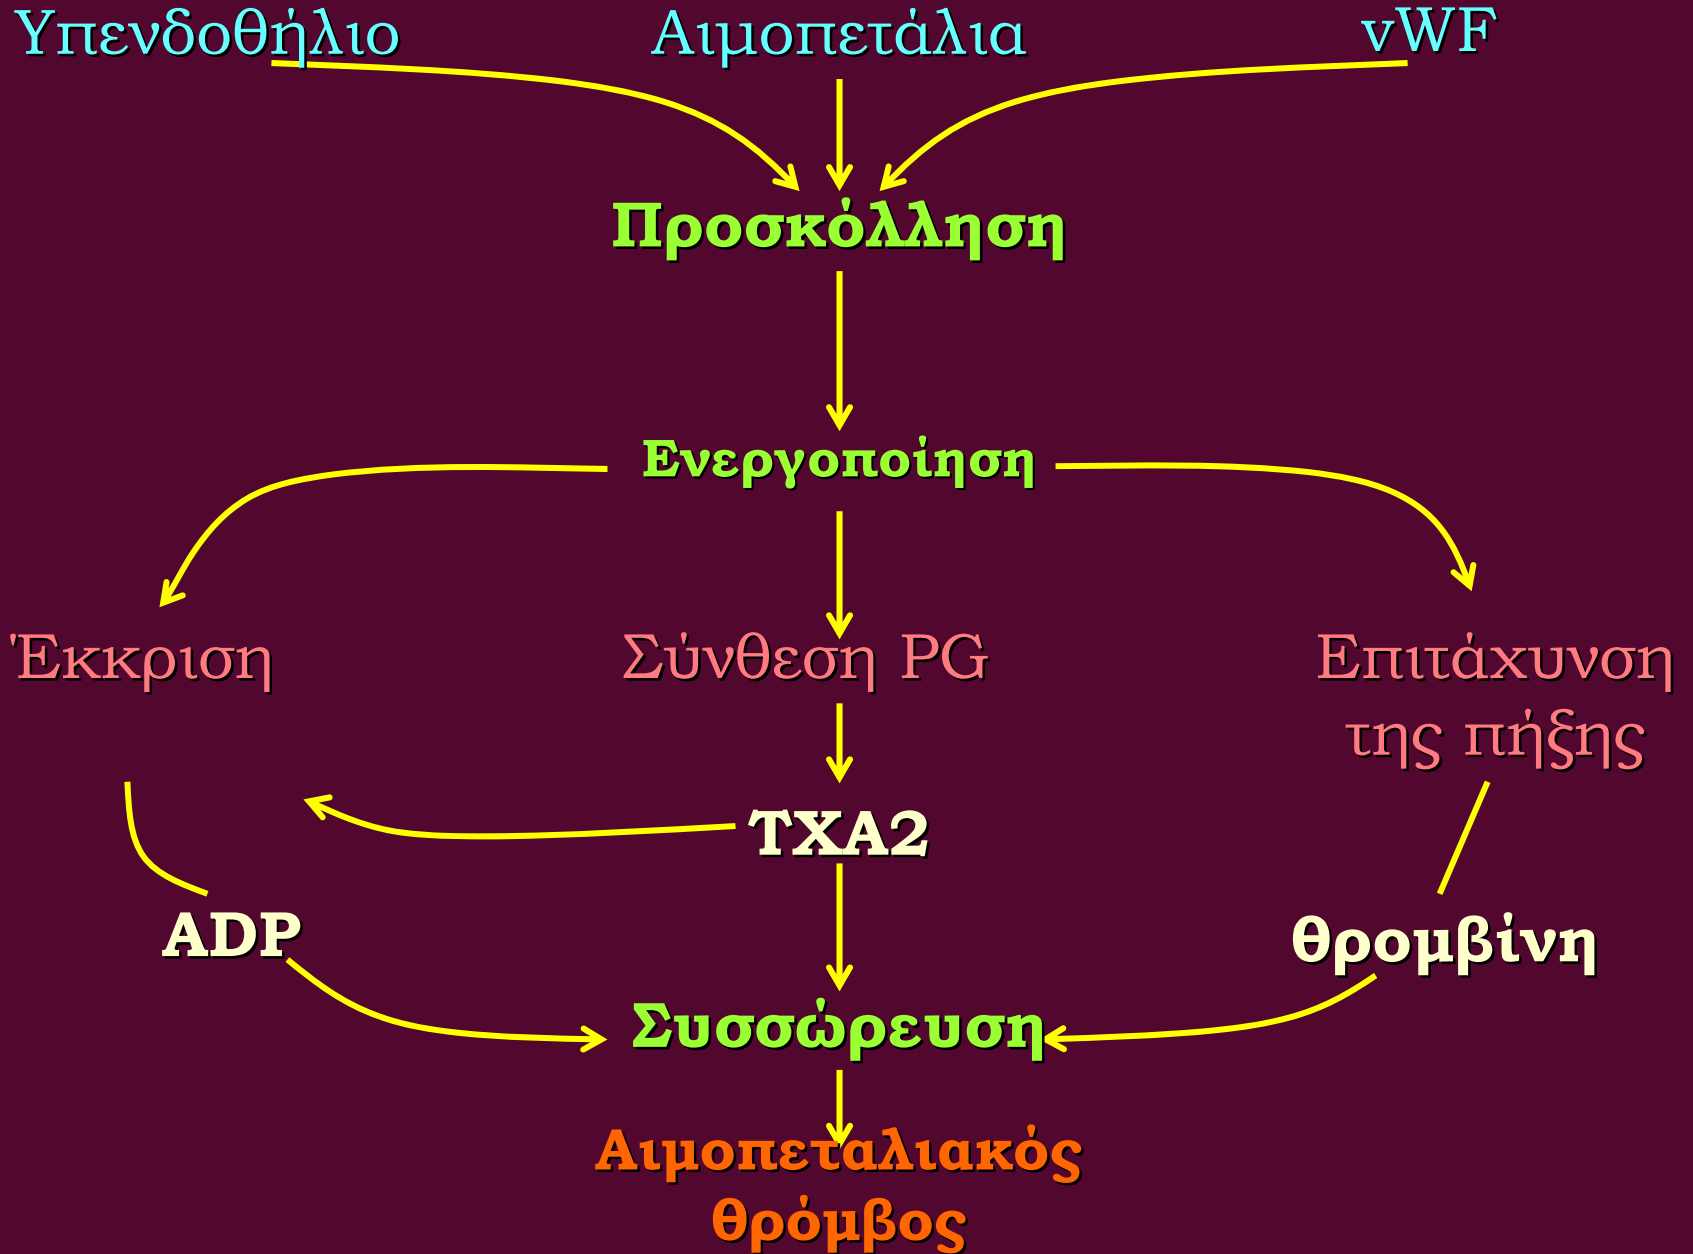 Υπενδοθήλιο
Αιμοπετάλια
vWF
Προσκόλληση
Ενεργοποίηση
Έκκριση
Σύνθεση PG
Επιτάχυνση
της πήξης
TXA2
ADP
θρομβίνη
Συσσώρευση
Αιμοπεταλιακός
θρόμβος